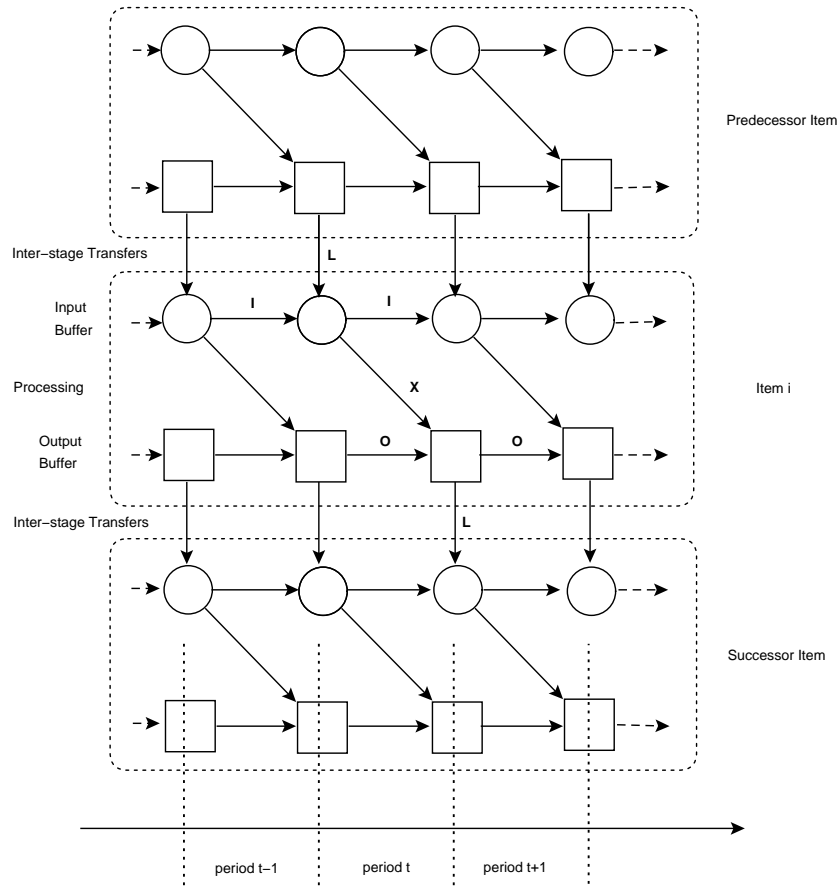 Predecessor Item
Inter−stage Transfers
L
Input
Buffer
I
I
Processing
X
Item i
Output
Buffer
O
O
Inter−stage Transfers
L
Successor Item
period t−1
period t
period t+1